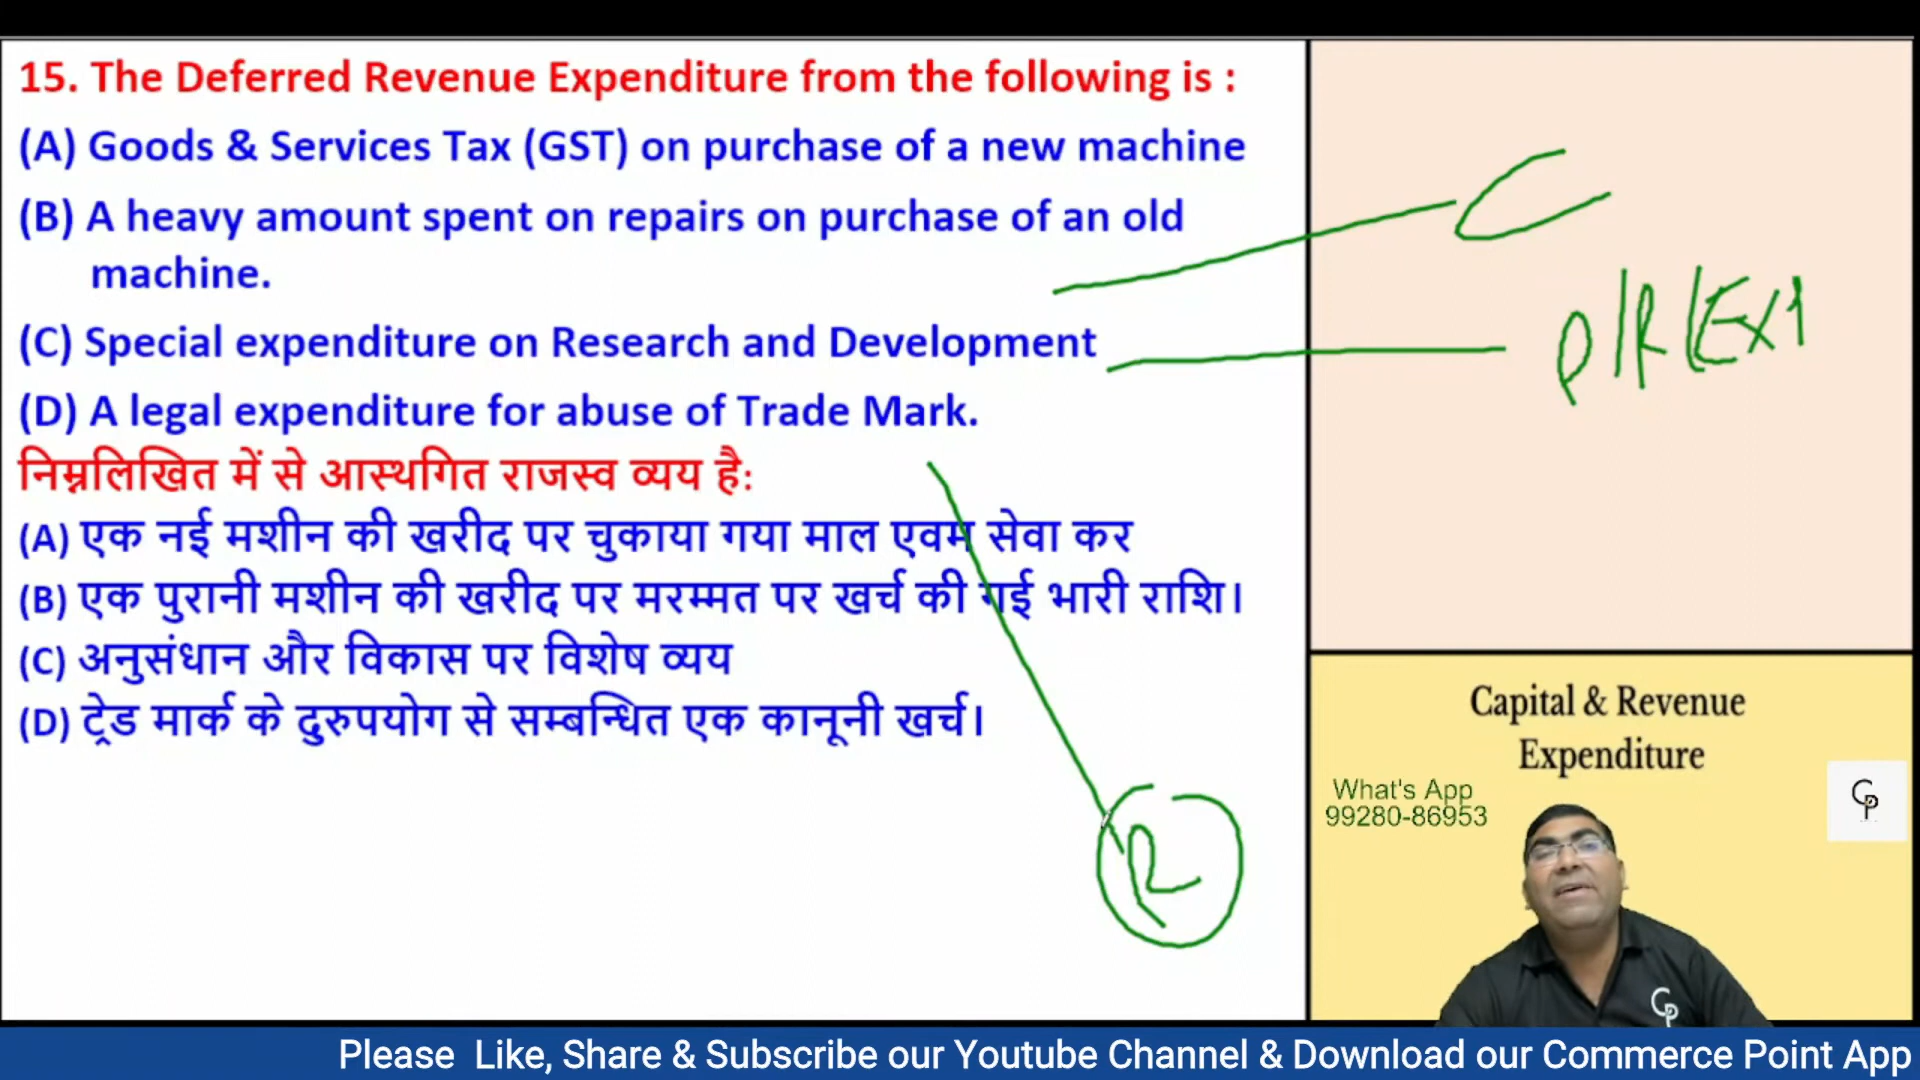 15. The Deferred Revenue Expenditure from the following is :
(A) Goods & Services Tax (GST) on purchase of a new machine
(B) A heavy amount spent on repairs on purchase of an old
machine.
(C) Special expenditure on Research and Development
(D) A legal expenditure for abuse of Trade Mark.
निम्नलिखित में से आस्थगित राजस्व व्यय है:
(A) एक नई मशीन की खरीद पर चुकाया गया माल एवम सेवा कर
(B) एक पुरानी मशीन की खरीद पर मरम्मत पर खर्च की गई भारी राशि।
(C) अनुसंधान और विकास पर विशेष व्यय
(D) ट्रेड मार्क के दुरुपयोग से सम्बन्धित एक कानूनी खर्च।
R
C
Capital & Revenue
Expenditure
What's App
99280-86953
CP
CP
Please Like, Share & Subscribe our Youtube Channel & Download our Commerce Point App